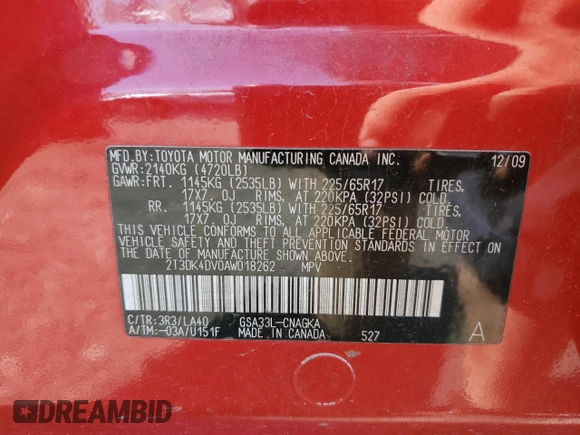 MFD.BY:TOYOTA MOTOR MANUFACTURING CANADA INC. 12/09
GVWR:2140KG (4720LB)
GAWR:FRT. 1145KG (2535LB) WITH 225/65R17 TIRES,
17X7 OJ RIMS, AT 220KPA (32PSI) COLD.
RR. 1145KG (2535LB) WITH 225/65R17 TIRES,
17X7 OJ RIMS, AT 220KPA (32PSI) COLD.
THIS VEHICLE CONFORMS TO ALL APPLICABLE FEDERAL MOTOR
VEHICLE SAFETY AND THEFT PREVENTION STANDARDS IN EFFECT ON
THE DATE OF MANUFACTURE SHOWN ABOVE.
2T3DK4DV0AW018262 MPV
C/TR:3R3/LA40 GSA33L-CNAGKA
A/TM:-03A/U151F MADE IN CANADA 527 A
DREAMBID